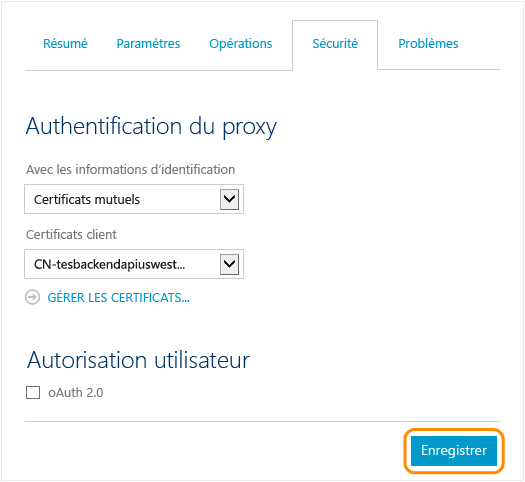 Résumé Paramètres Opérations Sécurité Problèmes
Authentification du proxy
Avec les informations d'identification
Certificats mutuels
Certificats client
CN-tesbackendapiuswest...
GÉRER LES CERTIFICATS...
Autorisation utilisateur
oAuth 2.0
Enregistrer